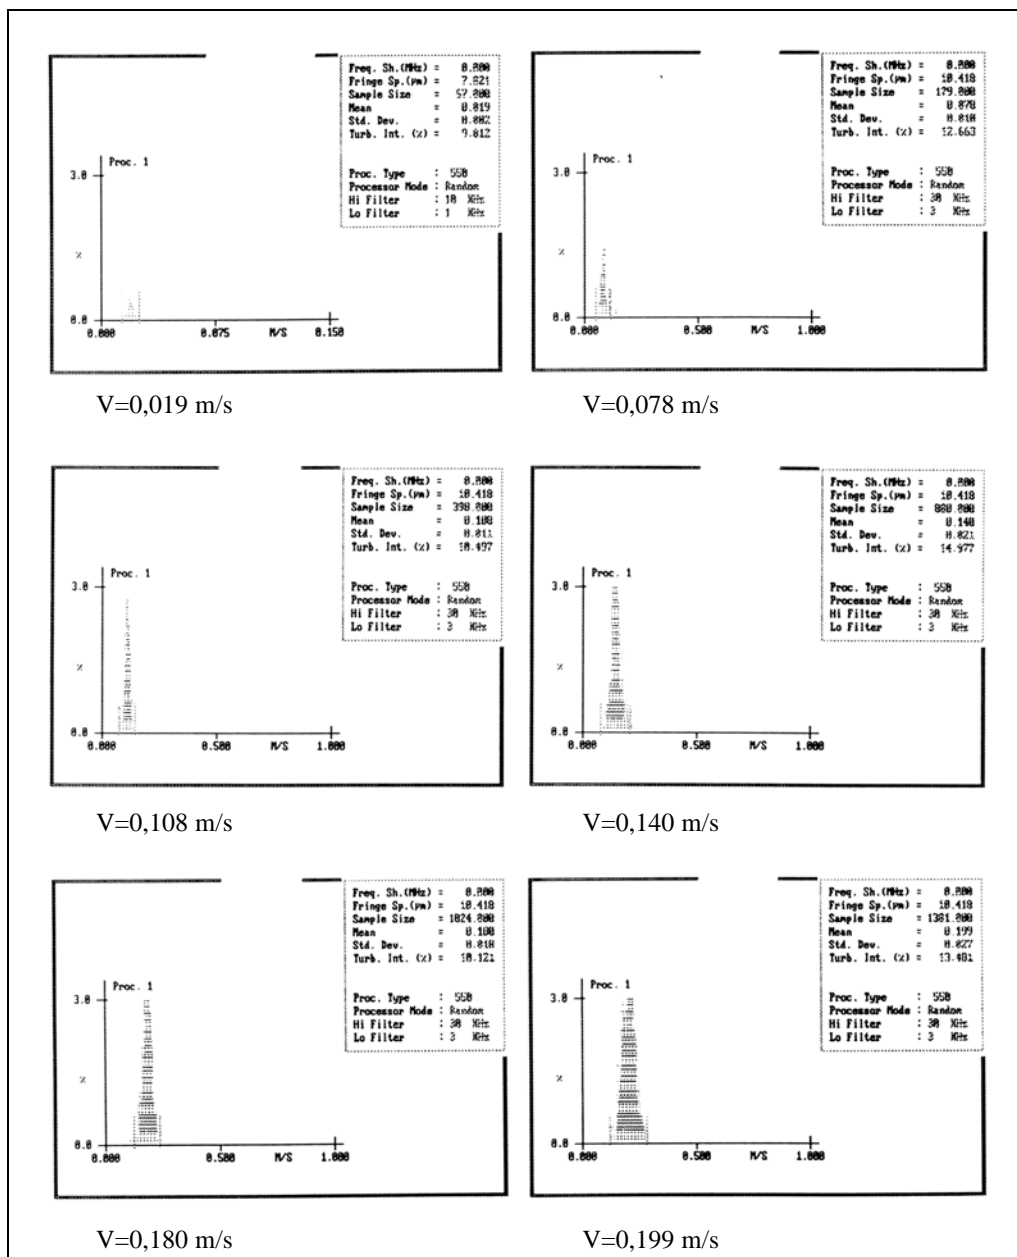 Freq. Sh.(MHz) = 0.000
Fringe Sp.(µm) = 7.821
Sample Size = 57.000
Mean = 0.019
Std. Dev. = 0.002
Turb. Int. (%) = 9.812
Proc. Type : 550
Processor Mode : Random
Hi Filter : 10 KHz
Lo Filter : 1 KHz
Proc. 1
3.0
%
0.0
0.000 0.075 M/S 0.150
V=0,019 m/s
Freq. Sh.(MHz) = 0.000
Fringe Sp.(µm) = 10.418
Sample Size = 179.000
Mean = 0.078
Std. Dev. = 0.010
Turb. Int. (%) = 12.663
Proc. Type : 550
Processor Mode : Random
Hi Filter : 30 KHz
Lo Filter : 3 KHz
Proc. 1
3.0
%
0.0
0.000 0.500 M/S 1.000
V=0,078 m/s
Freq. Sh.(MHz) = 0.000
Fringe Sp.(µm) = 10.418
Sample Size = 398.000
Mean = 0.108
Std. Dev. = 0.011
Turb. Int. (%) = 10.497
Proc. Type : 550
Processor Mode : Random
Hi Filter : 30 KHz
Lo Filter : 3 KHz
Proc. 1
3.0
%
0.0
0.000 0.500 M/S 1.000
V=0,108 m/s
Freq. Sh.(MHz) = 0.000
Fringe Sp.(µm) = 10.418
Sample Size = 860.000
Mean = 0.140
Std. Dev. = 0.021
Turb. Int. (%) = 14.977
Proc. Type : 550
Processor Mode : Random
Hi Filter : 30 KHz
Lo Filter : 3 KHz
Proc. 1
3.0
%
0.0
0.000 0.500 M/S 1.000
V=0,140 m/s
Freq. Sh.(MHz) = 0.000
Fringe Sp.(µm) = 10.418
Sample Size = 1024.000
Mean = 0.180
Std. Dev. = 0.018
Turb. Int. (%) = 10.121
Proc. Type : 550
Processor Mode : Random
Hi Filter : 30 KHz
Lo Filter : 3 KHz
Proc. 1
3.0
%
0.0
0.000 0.500 M/S 1.000
V=0,180 m/s
Freq. Sh.(MHz) = 0.000
Fringe Sp.(µm) = 10.418
Sample Size = 1381.000
Mean = 0.199
Std. Dev. = 0.027
Turb. Int. (%) = 13.481
Proc. Type : 550
Processor Mode : Random
Hi Filter : 30 KHz
Lo Filter : 3 KHz
Proc. 1
3.0
%
0.0
0.000 0.500 M/S 1.000
V=0,199 m/s